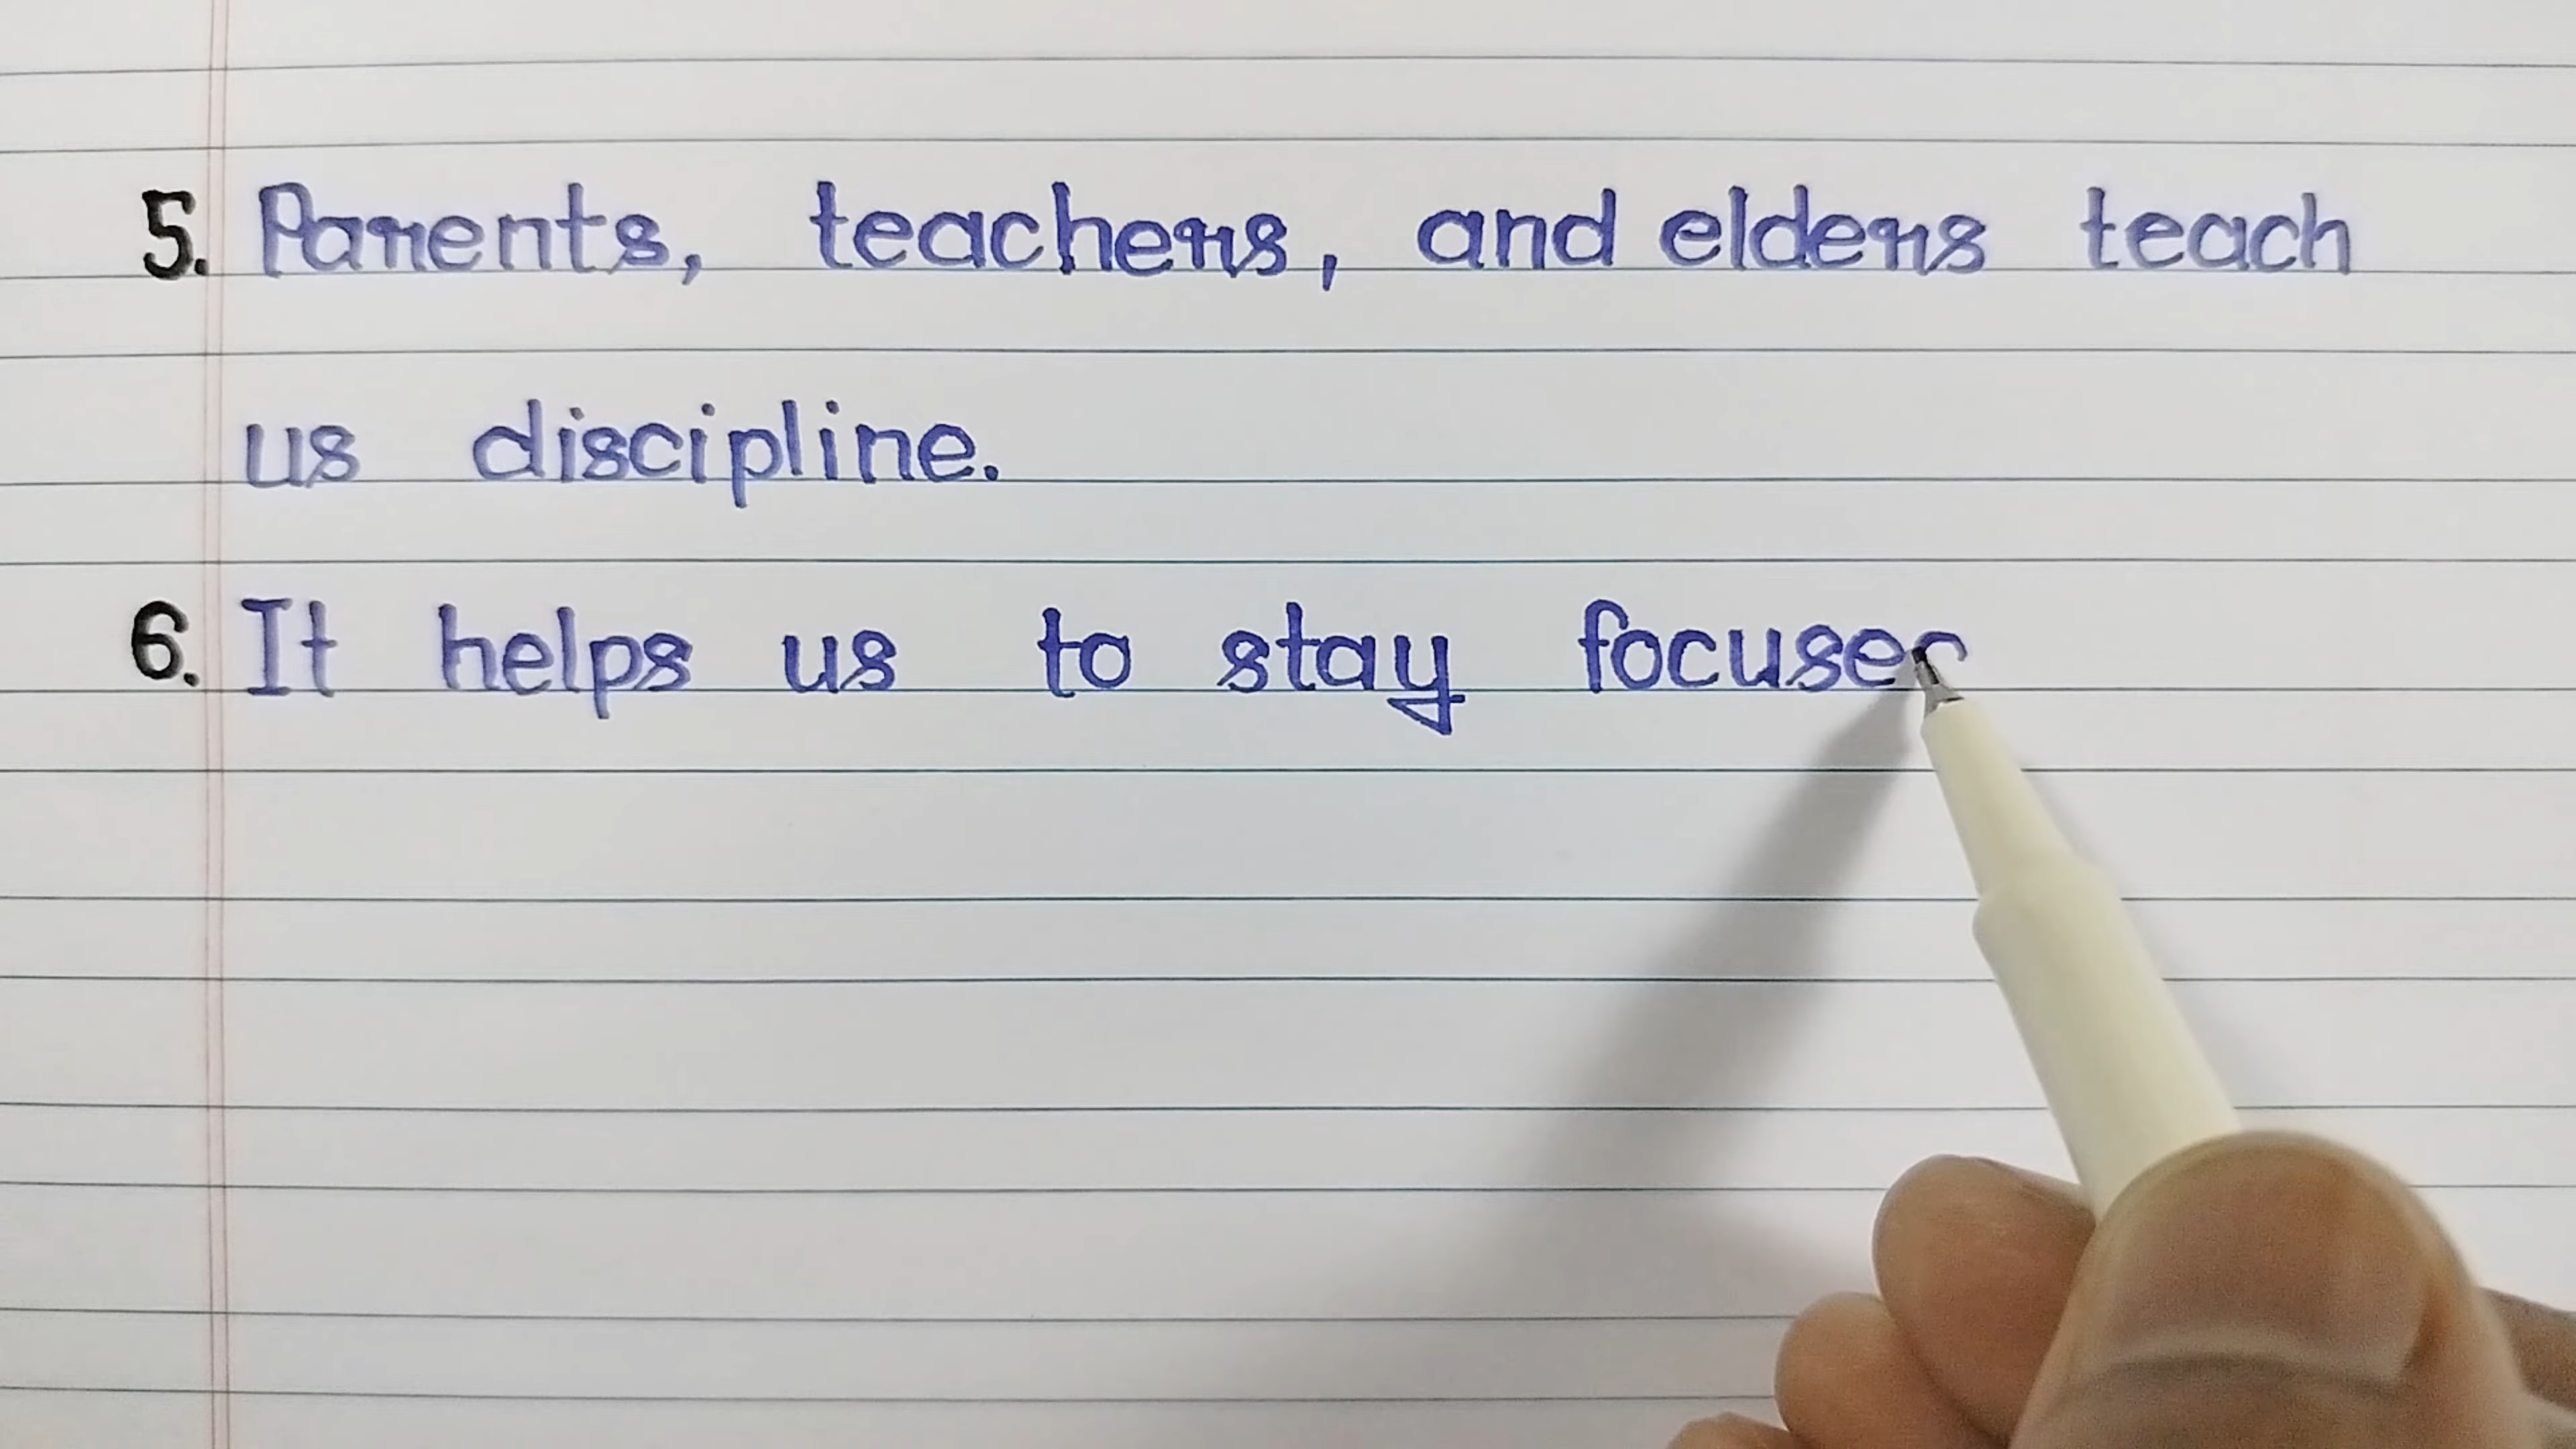 5. Parents, teachers, and elders teach
us discipline.
6. It helps us to stay focuse